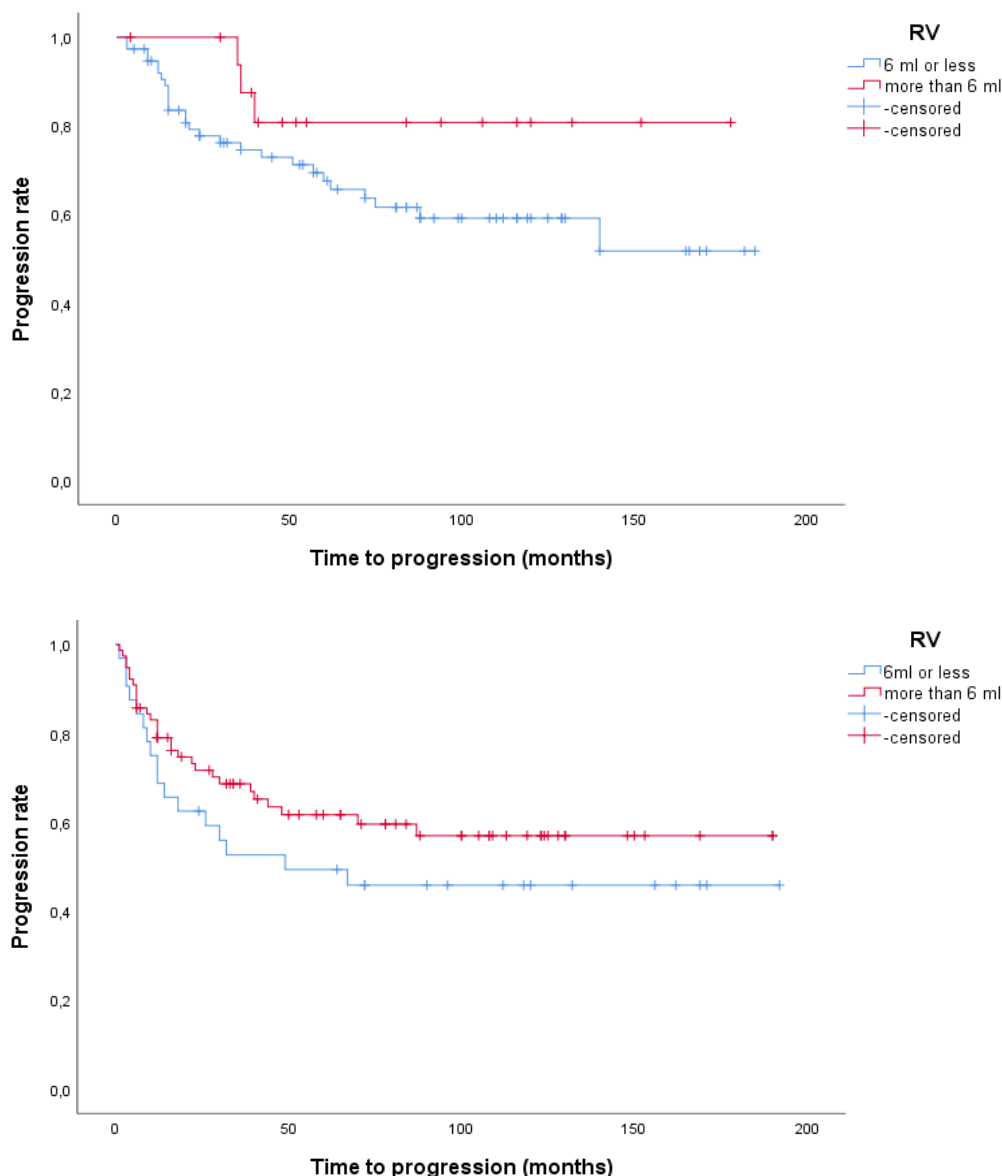 RV
6 ml or less
more than 6 ml
-censored
-censored
1,0
0,8
0,6
0,4
0,2
0,0
Progression rate
0
50
100
150
200
Time to progression (months)
RV
6ml or less
more than 6 ml
-censored
-censored
1,0
0,8
0,6
0,4
0,2
0,0
Progression rate
0
50
100
150
200
Time to progression (months)